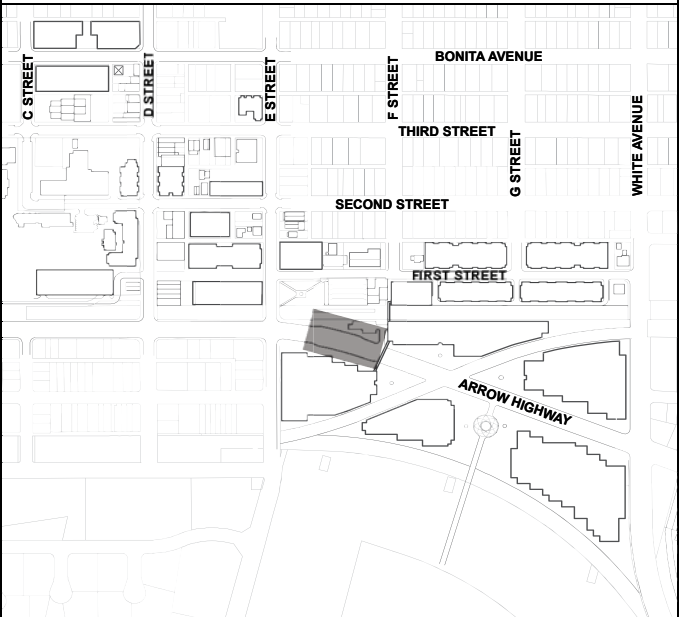 BONITA AVENUE
C STREET
D STREET
E STREET
F STREET
THIRD STREET
G STREET
WHITE AVENUE
SECOND STREET
FIRST STREET
ARROW HIGHWAY